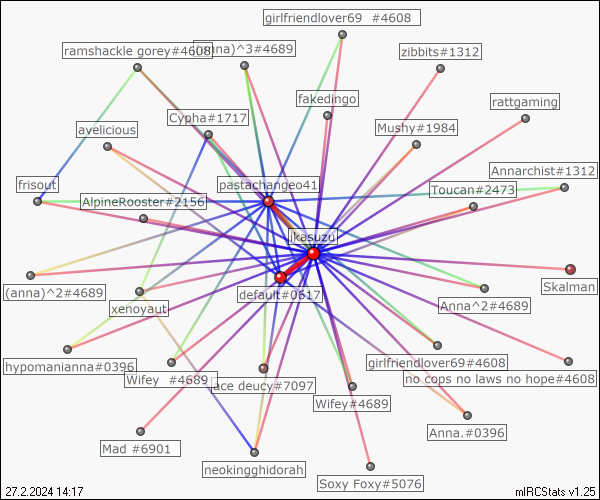 girlfriendlover69 #4608
ramshackle gorey#4608
(anna)^3#4689
zibbits#1312
fakedingo
rattgaming
Cypha#1717
avelicious
Mushy#1984
Annarchist#1312
frisout
pastachangeo41
Toucan#2473
AlpineRooster#2156
ikasuzu
Skalman
(anna)^2#4689
default#0617
xenoyaut
Anna^2#4689
hypomanianna#0396
girlfriendlover69#4608
Wifey #4689
ace deucy#7097
no cops no laws no hope#4608
Wifey#4689
Anna.#0396
Mad #6901
neokingghidorah
Soxy Foxy#5076
27.2.2024 14:17
mIRCStats v1.25